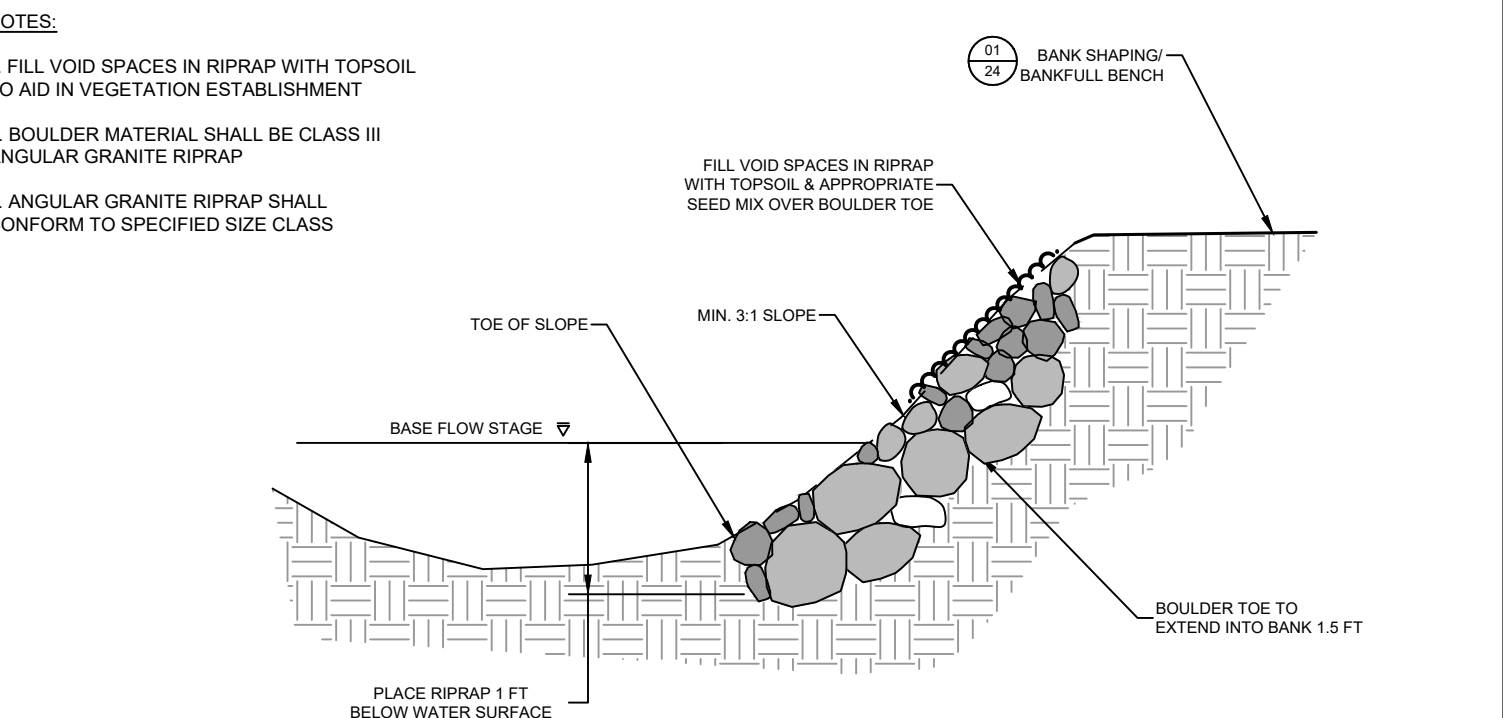 OTES:
FILL VOID SPACES IN RIPRAP WITH TOPSOIL
O AID IN VEGETATION ESTABLISHMENT
. BOULDER MATERIAL SHALL BE CLASS III
NGULAR GRANITE RIPRAP
. ANGULAR GRANITE RIPRAP SHALL
ONFORM TO SPECIFIED SIZE CLASS
01
24
BANK SHAPING/
BANKFULL BENCH
FILL VOID SPACES IN RIPRAP
WITH TOPSOIL & APPROPRIATE
SEED MIX OVER BOULDER TOE
TOE OF SLOPE
MIN. 3:1 SLOPE
BASE FLOW STAGE
BOULDER TOE TO
EXTEND INTO BANK 1.5 FT
PLACE RIPRAP 1 FT
BELOW WATER SURFACE